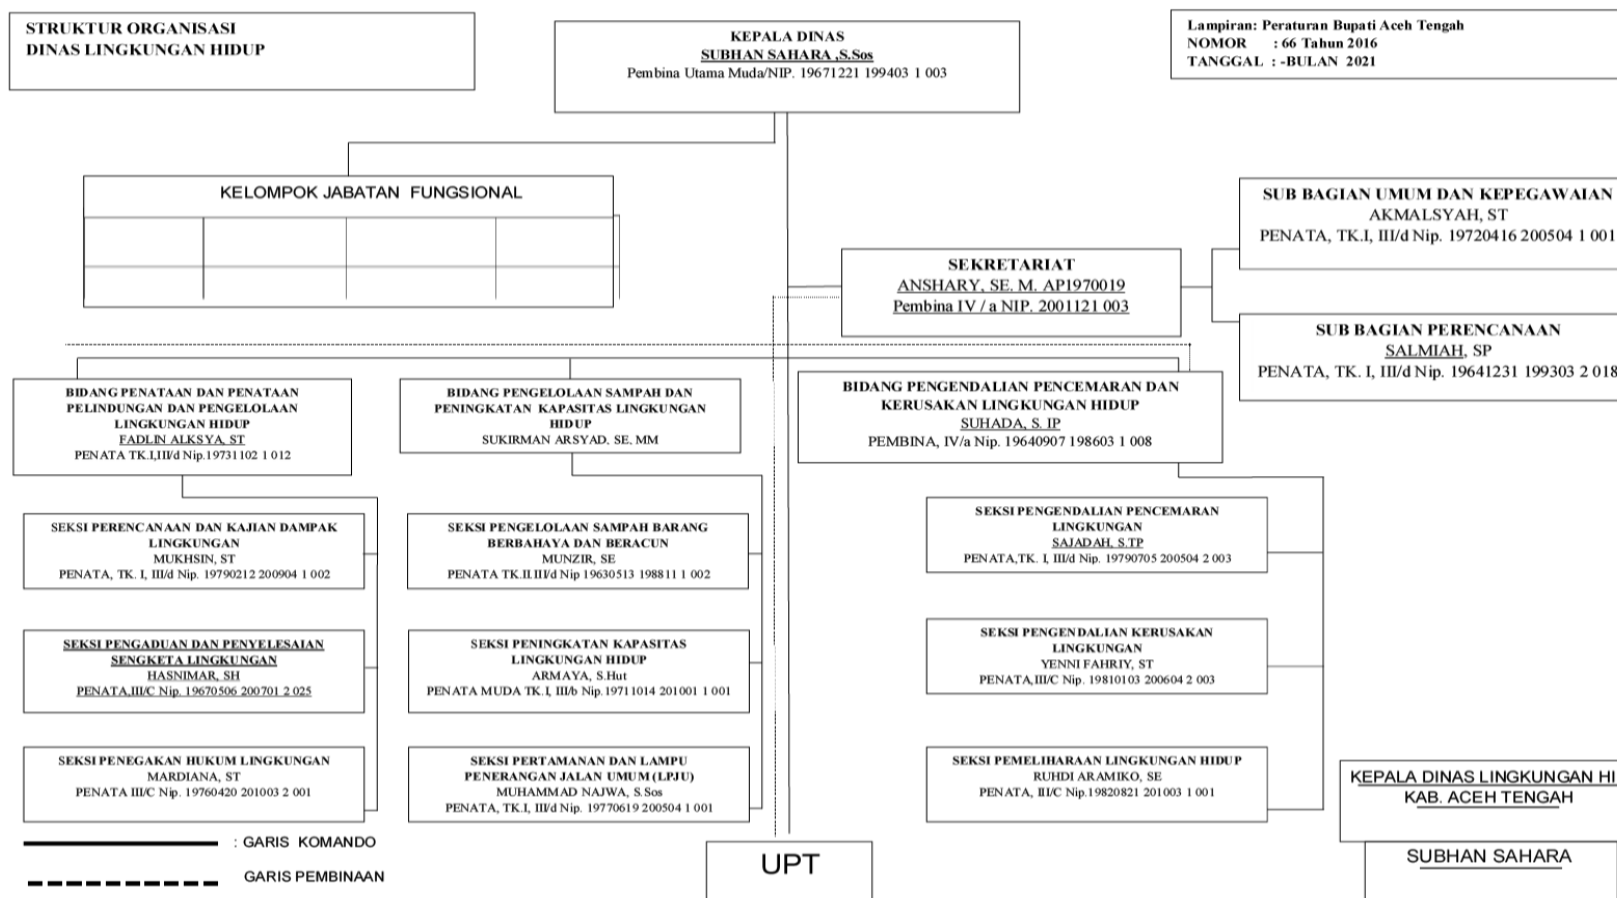 STRUKTUR ORGANISASI
DINAS LINGKUNGAN HIDUP
KEPALA DINAS
SUBHAN SAHARA ,S.Sos
Pembina Utama Muda/NIP. 19671221 199403 1 003
Lampiran: Peraturan Bupati Aceh Tengah
NOMOR : 66 Tahun 2016
TANGGAL : -BULAN 2021
KELOMPOK JABATAN FUNGSIONAL
SEKRETARIAT
ANSHARY, SE. M. AP1970019
Pembina IV / a NIP. 2001121 003
SUB BAGIAN UMUM DAN KEPEGAWAIAN
AKMALSYAH, ST
PENATA, TK.I, III/d Nip. 19720416 200504 1 001
SUB BAGIAN PERENCANAAN
SALMIAH, SP
PENATA, TK. I, III/d Nip. 19641231 199303 2 018
BIDANG PENATAAN DAN PENATAAN
PELINDUNGAN DAN PENGELOLAAN
LINGKUNGAN HIDUP
FADLIN ALKSYA, ST
PENATA TK.I,III/d Nip.19731102 1 012
BIDANG PENGELOLAAN SAMPAH DAN
PENINGKATAN KAPASITAS LINGKUNGAN
HIDUP
SUKIRMAN ARSYAD. SE, MM
BIDANG PENGENDALIAN PENCEMARAN DAN
KERUSAKAN LINGKUNGAN HIDUP
SUHADA, S. IP
PEMBINA, IV/a Nip. 19640907 198603 1 008
SEKSI PERENCANAAN DAN KAJIAN DAMPAK
LINGKUNGAN
MUKHSIN, ST
PENATA, TK. I, III/d Nip. 19790212 200904 1 002
SEKSI PENGELOLAAN SAMPAH BARANG
BERBAHAYA DAN BERACUN
MUNZIR, SE
PENATA TK.II.III/d Nip 19630513 198811 1 002
SEKSI PENGENDALIAN PENCEMARAN
LINGKUNGAN
SAJADAH, S.TP
PENATA,TK. I, III/d Nip. 19790705 200504 2 003
SEKSI PENGADUAN DAN PENYELESAIAN
SENGKETA LINGKUNGAN
HASNIMAR, SH
PENATA,III/C Nip. 19670506 200701 2 025
SEKSI PENINGKATAN KAPASITAS
LINGKUNGAN HIDUP
ARMAYA, S.Hut
PENATA MUDA TK.I, III/b Nip.19711014 201001 1 001
SEKSI PENGENDALIAN KERUSAKAN
LINGKUNGAN
YENNI FAHRIY, ST
PENATA,III/C Nip. 19810103 200604 2 003
SEKSI PENEGAKAN HUKUM LINGKUNGAN
MARDIANA, ST
PENATA III/C Nip. 19760420 201003 2 001
SEKSI PERTAMANAN DAN LAMPU
PENERANGAN JALAN UMUM (LPJU)
MUHAMMAD NAJWA, S.Sos
PENATA, TK.I, III/d Nip. 19770619 200504 1 001
SEKSI PEMELIHARAAN LINGKUNGAN HIDUP
RUHDI ARAMIKO, SE
PENATA, III/C Nip.19820821 201003 1 001
KEPALA DINAS LINGKUNGAN HI
KAB. ACEH TENGAH
SUBHAN SAHARA
: GARIS KOMANDO
GARIS PEMBINAAN
UPT